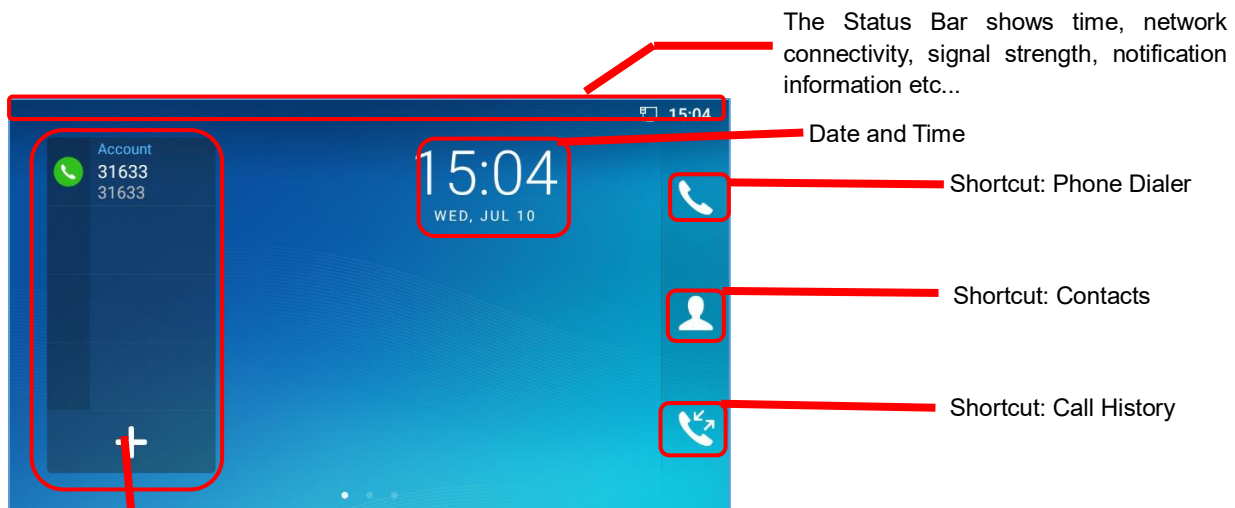 The Status Bar shows time, network
connectivity, signal strength, notification
information etc...
15:04
Date and Time
Account
31633
31633
15:04
WED, JUL 10
Shortcut: Phone Dialer
Shortcut: Contacts
Shortcut: Call History